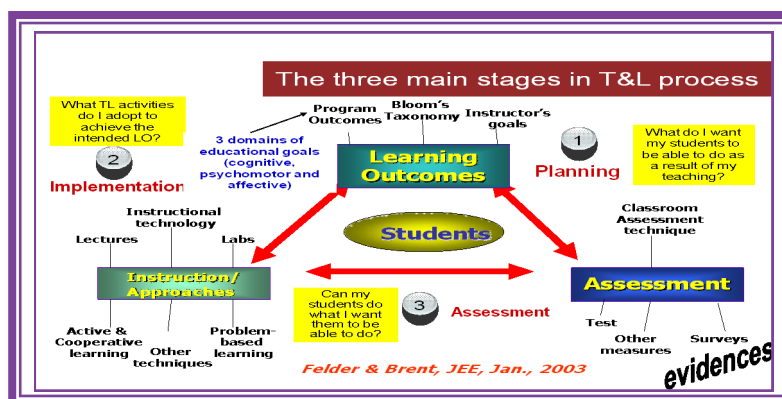 The three main stages in T&L process
What TL activities
do I adopt to
achieve the
intended LO?
2
Implementation
3 domains of
educational goals
(cognitive,
psychomotor and
affective)
Program
Outcomes
Bloom's
Taxonomy
Instructor's
goals
Learning
Outcomes
1
Planning
What do I want
my students to
be able to do as
a result of my
teaching?
Students
Instructional
technology
Lectures
Labs
Instruction/
Approaches
Active &
Cooperative
learning
Other
techniques
Problem-
based
learning
Can my
students do
what I want
them to be
able to do?
3
Assessment
Classroom
Assessment
technique
Assessment
Test
Other
measures
Surveys
evidences
Felder & Brent, JEE, Jan., 2003